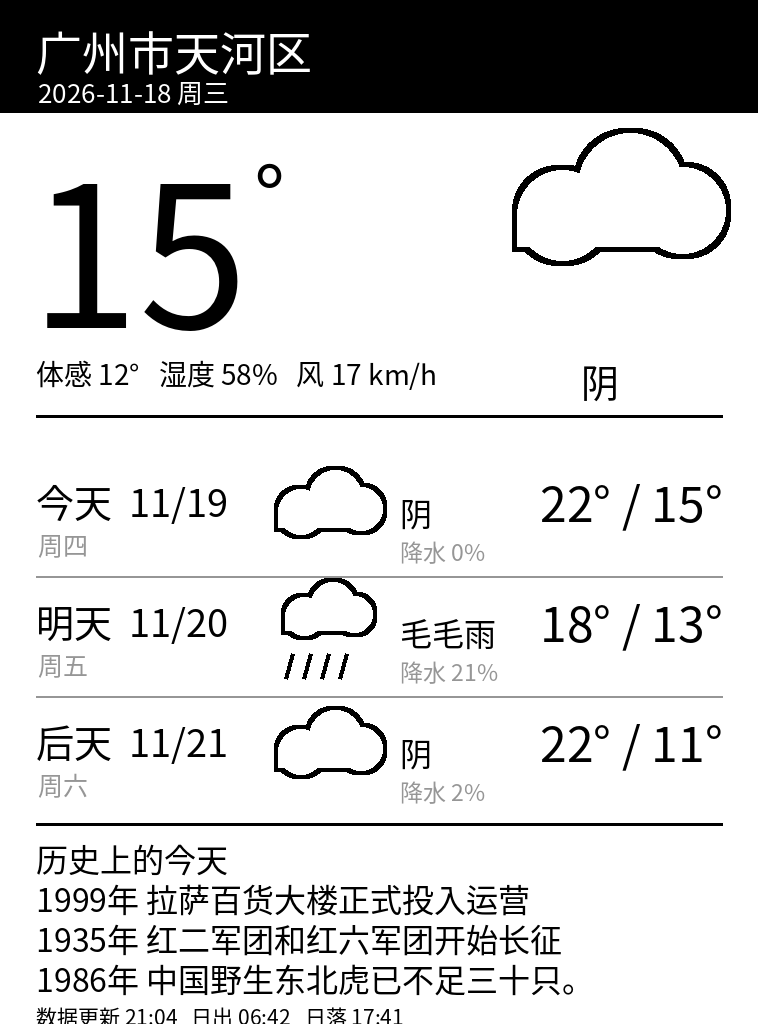 广州市天河区
2026-11-18 周三
15°
体感 12° 湿度 58% 风 17 km/h
阴
今天 11/19 阴 22° / 15°
周四 降水 0%
明天 11/20 毛毛雨 18° / 13°
周五 降水 21%
后天 11/21 阴 22° / 11°
周六 降水 2%
历史上的今天
1999年 拉萨百货大楼正式投入运营
1935年 红二军团和红六军团开始长征
1986年 中国野生东北虎已不足三十只。
数据更新 21:04 日出 06:42 日落 17:41